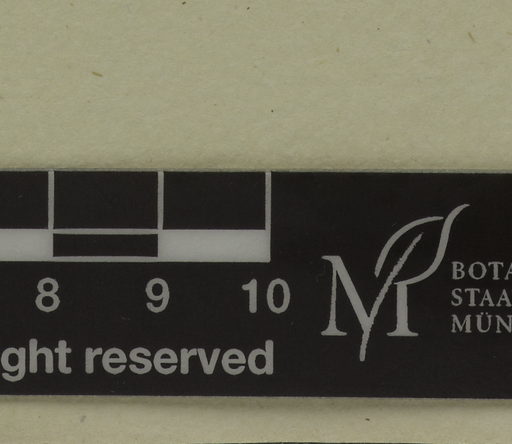 8 9 10
ght reserved
M
BOTA
STAA
MÜN